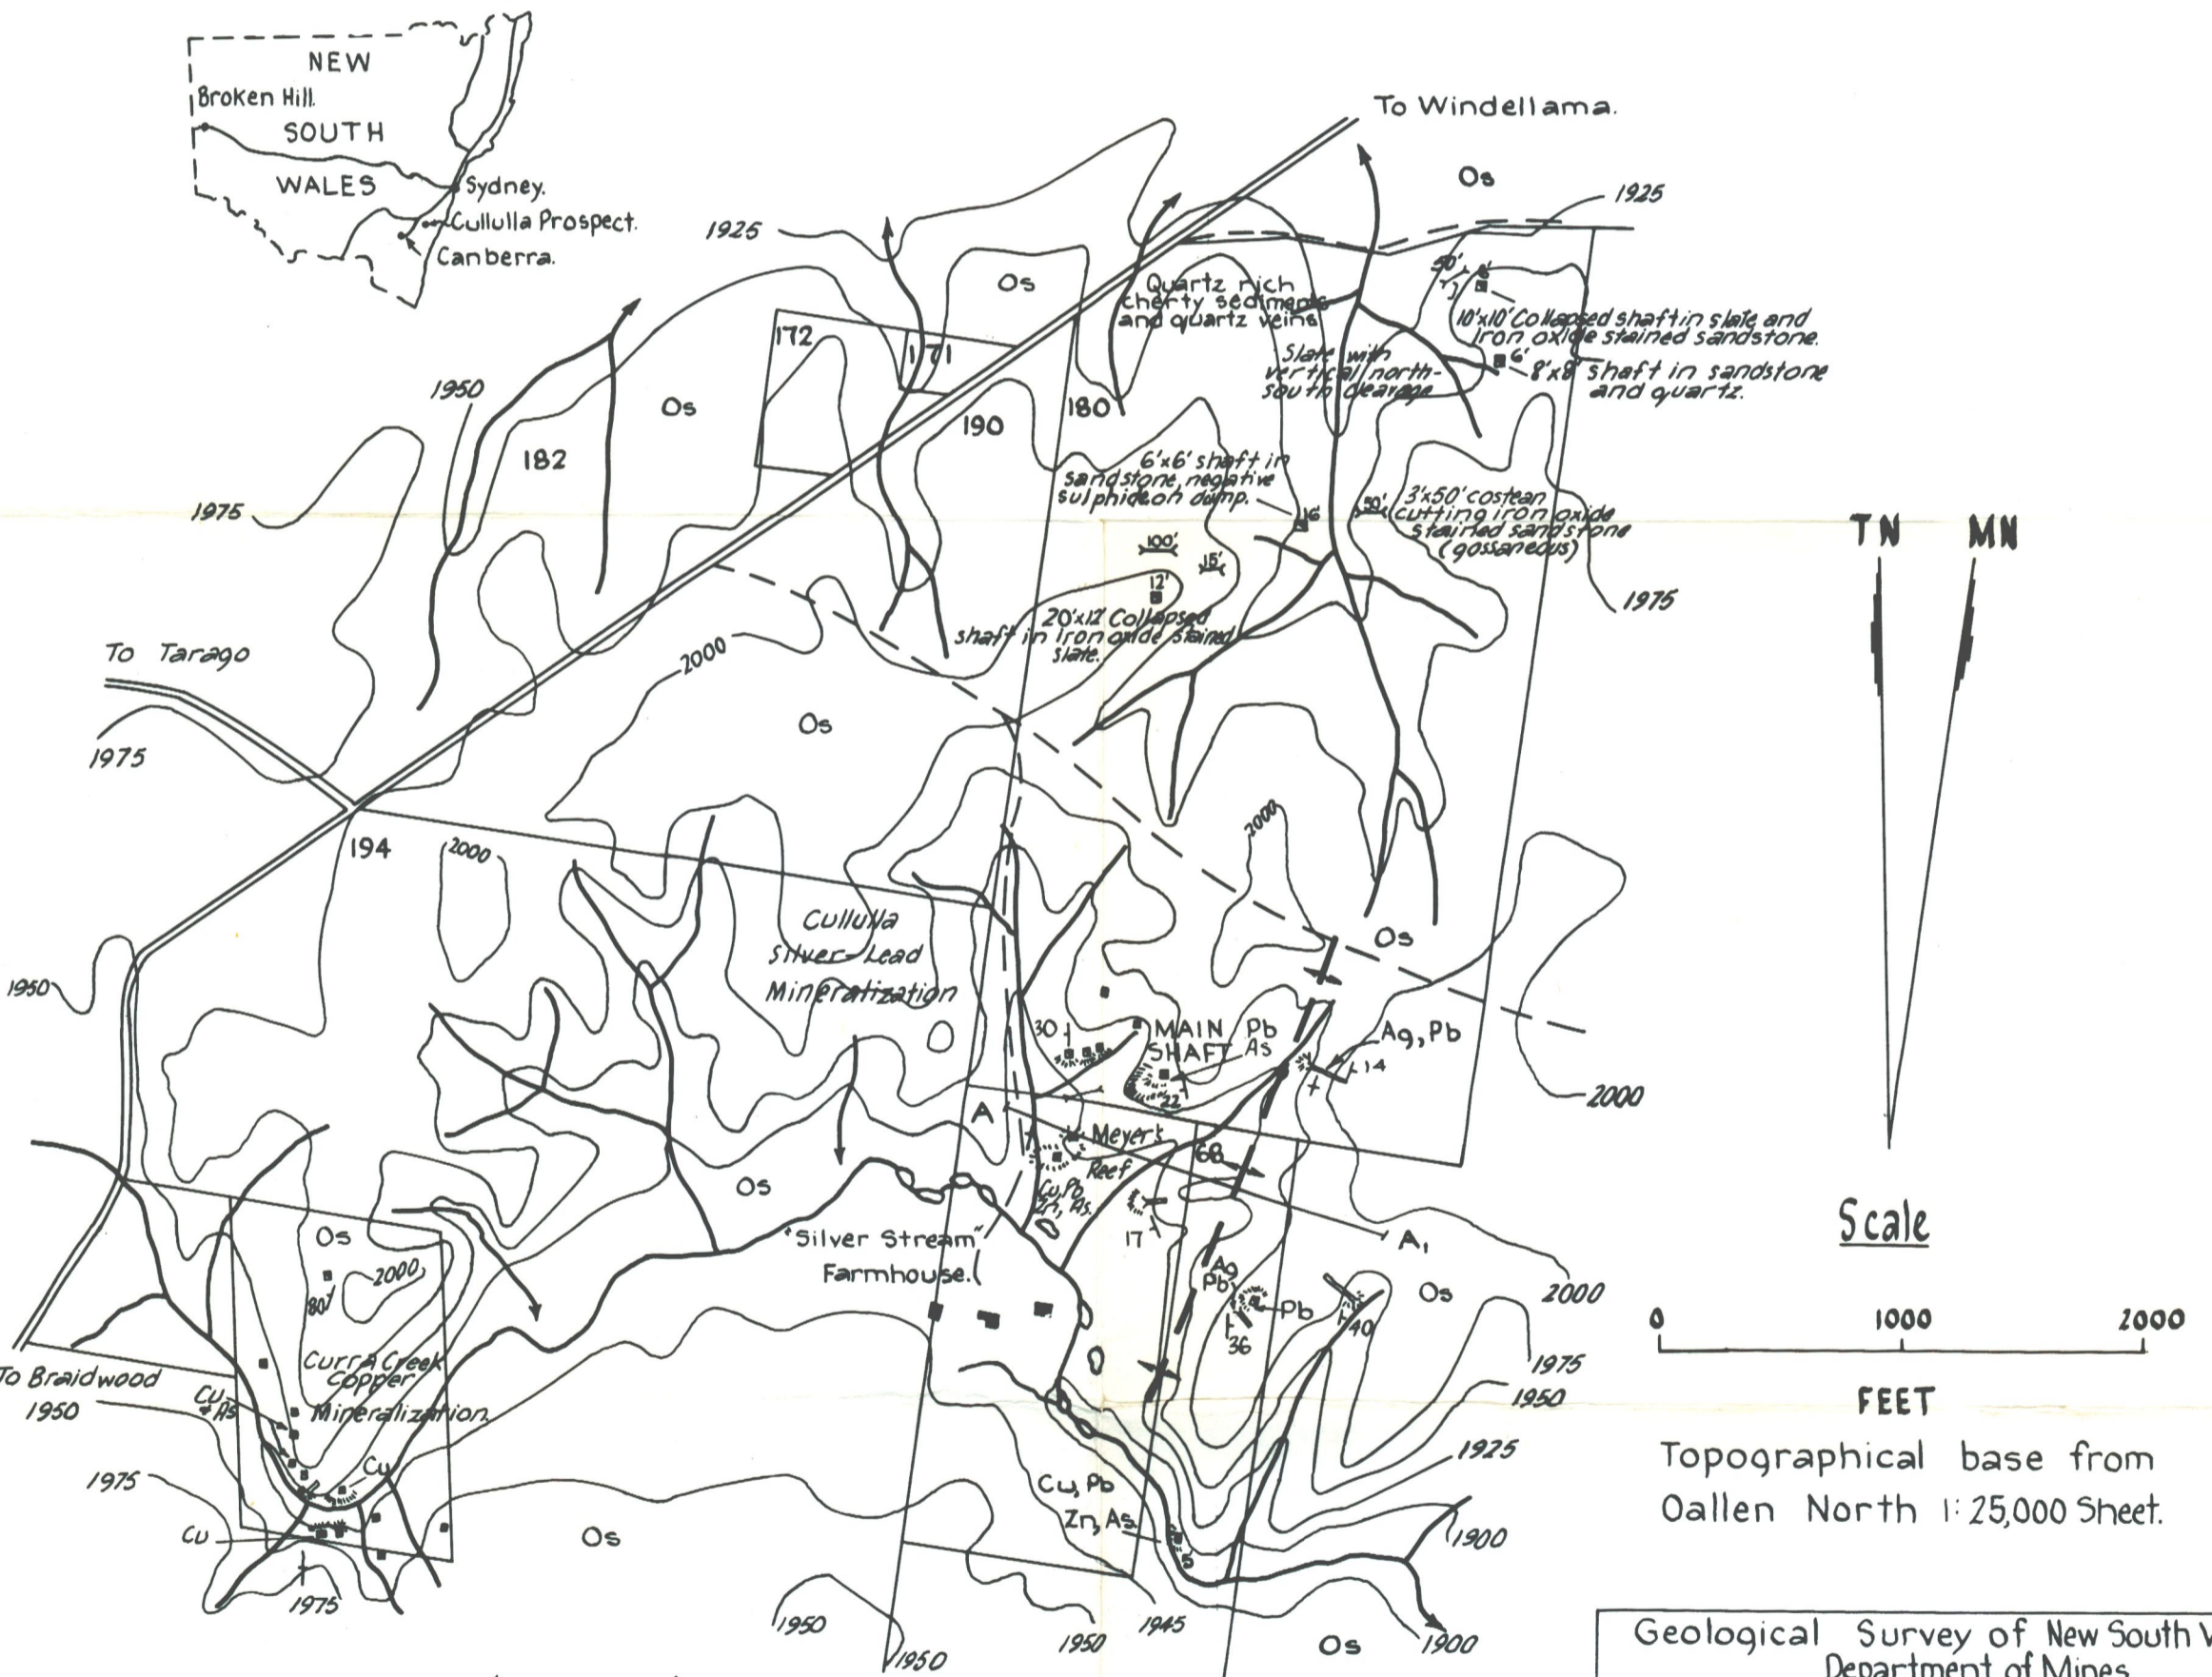 NEW
Broken Hill.
SOUTH
WALES
Sydney.
Cullulla Prospect.
Canberra.
To Windellama.
Os
1925
1925
Os
Quartz rich
cherty sediments
and quartz veins
50'
6'
10'x10' Collapsed shaft in slate and
iron oxide stained sandstone.
172
171
Slate with
vertical north-
south cleavage
6'
8'x8' shaft in sandstone
and quartz.
1950
Os
190
180
182
6'x6' shaft in
sandstone, negative
sulphide on dump.
16'
50'
3'x50' costean
cutting iron oxide
stained sandstone
(gossaneous)
1975
100'
15'
12'
20'x12' Collapsed
shaft in iron oxide stained
slate.
1975
TN
MN
To Tarago
2000
Os
1975
2000
194
2000
Cullulla
Silver-Lead
Mineralization
Os
1950
30
MAIN
SHAFT
Pb
As
Ag, Pb
14
22
2000
A
Meyer's
Reef
68
Os
Cu, Pb
Zn, As.
17
A₁
Scale
"Silver Stream"
Farmhouse.
Os
2000
80
Ag
Pb
Pb
36
40
Os
2000
0
1000
2000
FEET
1975
1950
To Braidwood
1950
Curra Creek
Copper
Mineralization
Cu
+As
Topographical base from
Oallen North 1:25,000 Sheet.
1925
1975
Cu
Cu
Os
Cu, Pb
Zn, As
5
1900
1975
1950
1950
1950
1945
Os
1900
Geological Survey of New South W
Department of Mines